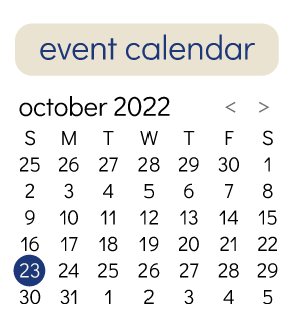 event calendar
october 2022 < >
S M T W T F S
25 26 27 28 29 30 1
2 3 4 5 6 7 8
9 10 11 12 13 14 15
16 17 18 19 20 21 22
23 24 25 26 27 28 29
30 31 1 2 3 4 5